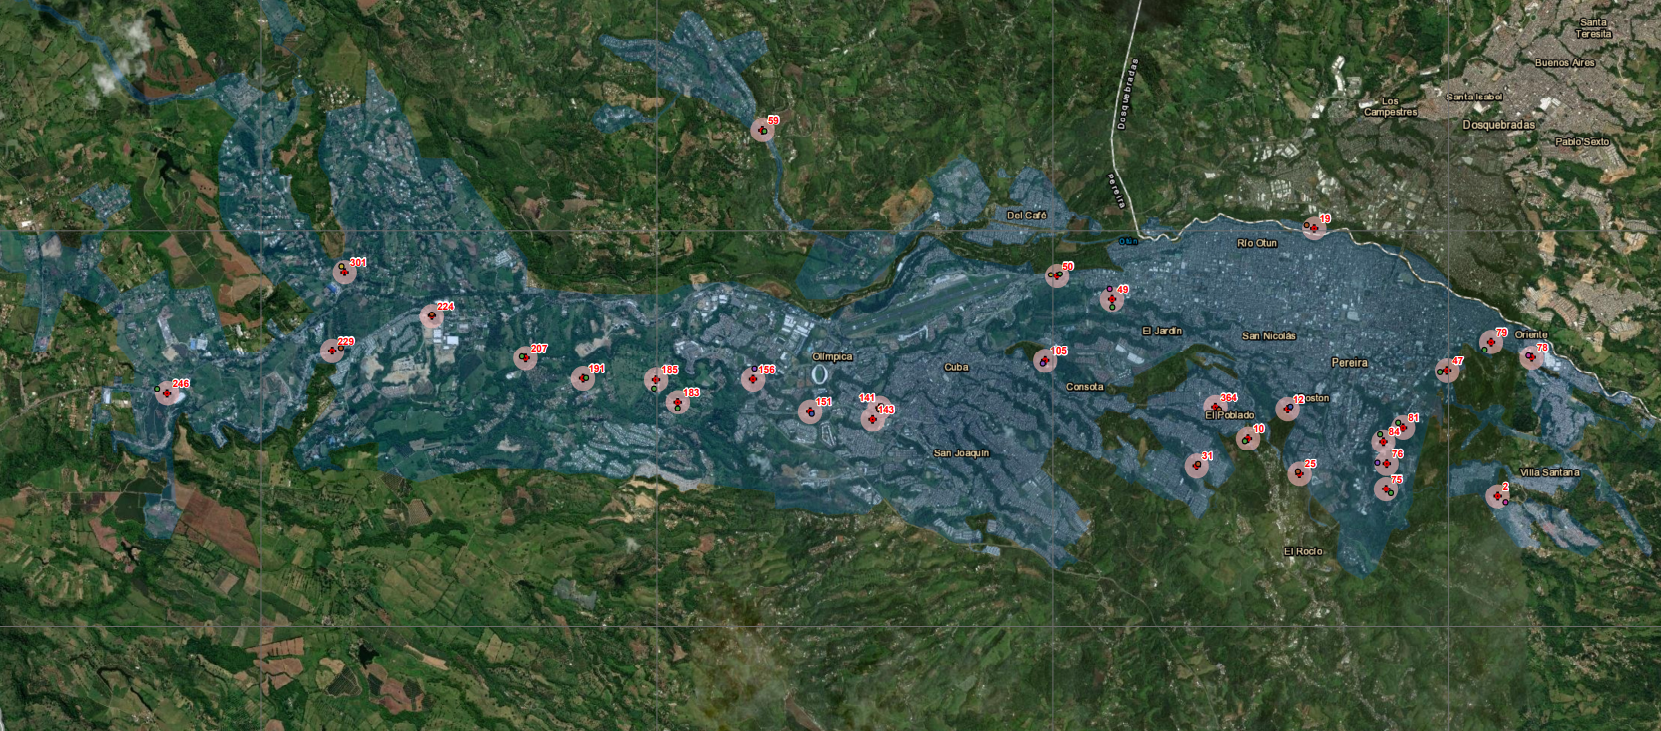 Santa
Teresita
Buenos Aires
Dosquebradas
Los
Campestres
Santa Isabel
Dosquebradas
59
Pablo Sexto
Pereira
Del Café
19
Otún
Río Otun
301
50
49
224
El Jardín
San Nicolás
Oriente
79
78
229
207
Olímpica
105
Pereira
47
191
185
156
Cuba
246
Consota
183
151
141
143
364
12
oston
El Poblado
81
10
84
San Joaquín
31
25
76
Villa Santana
75
2
El Rocío